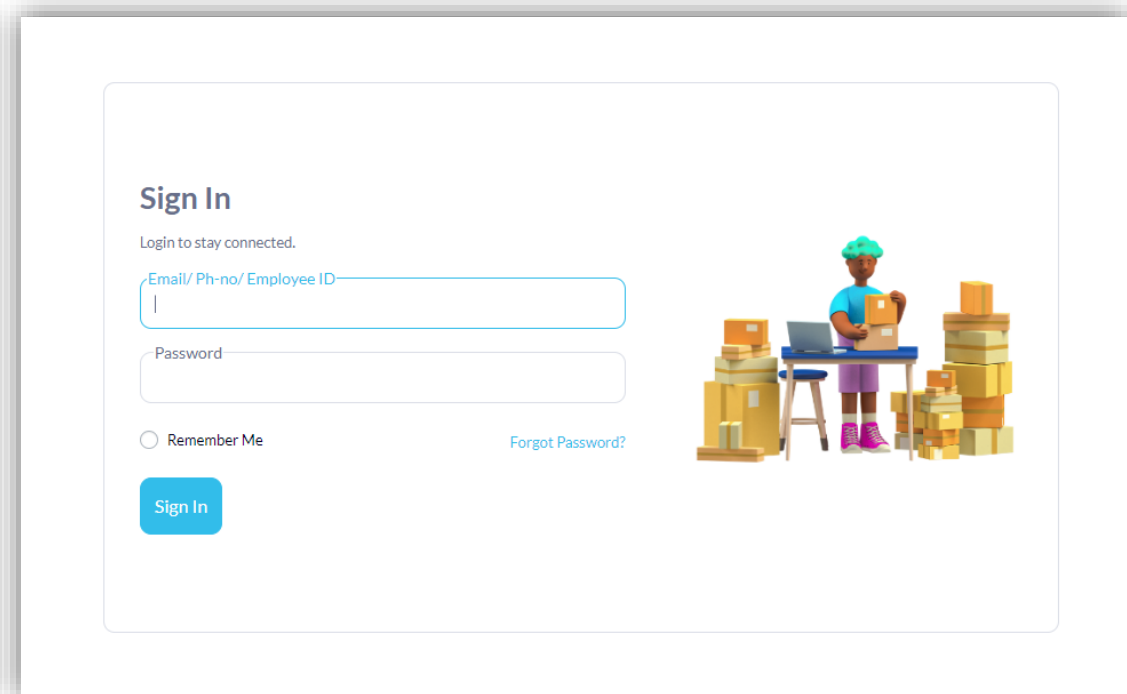 Sign In
Login to stay connected.
Email/ Ph-no/ Employee ID
Password
Remember Me
Forgot Password?
Sign In